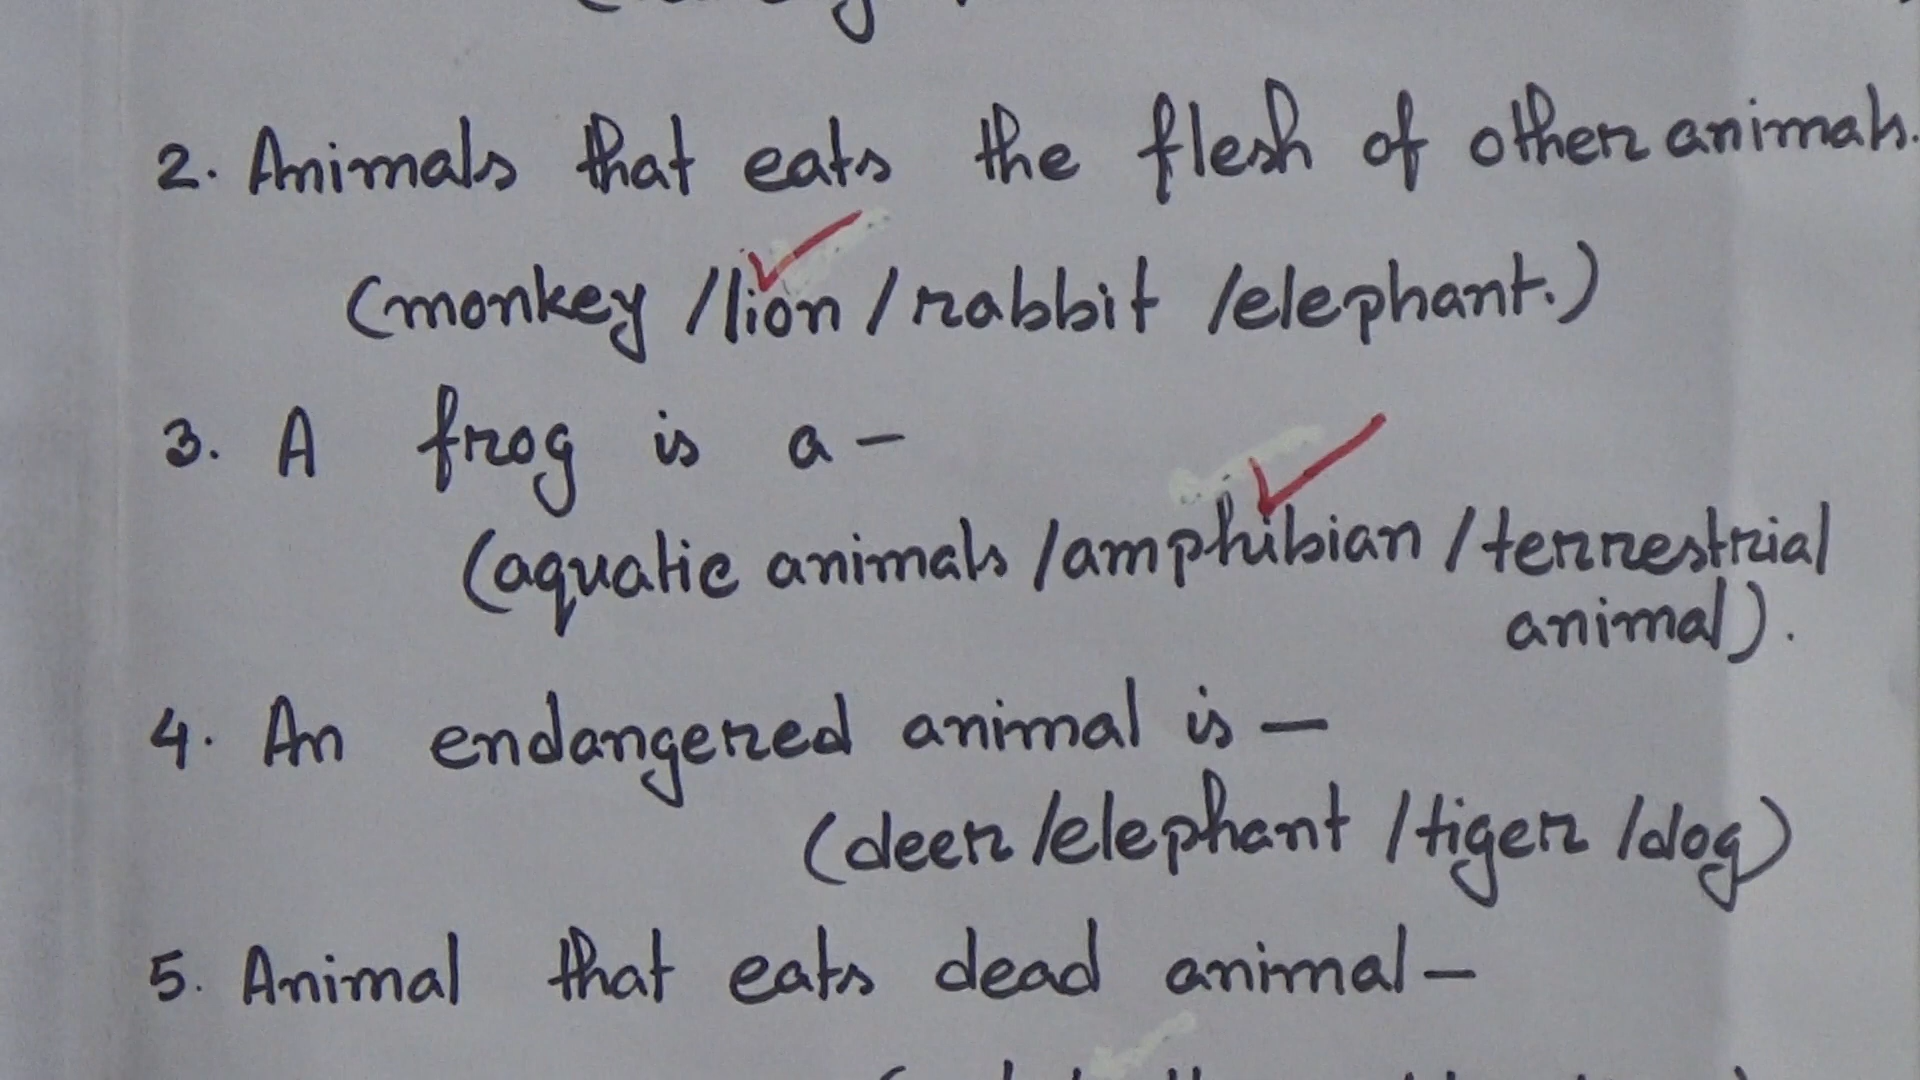 2. Animals that eats the flesh of other animals.
(monkey /lion / rabbit /elephant.)
3. A frog is a -
(aquatic animals /amphibian / terrestrial
animal).
4. An endangered animal is —
(deer /elephant / tiger /dog)
5. Animal that eats dead animal —